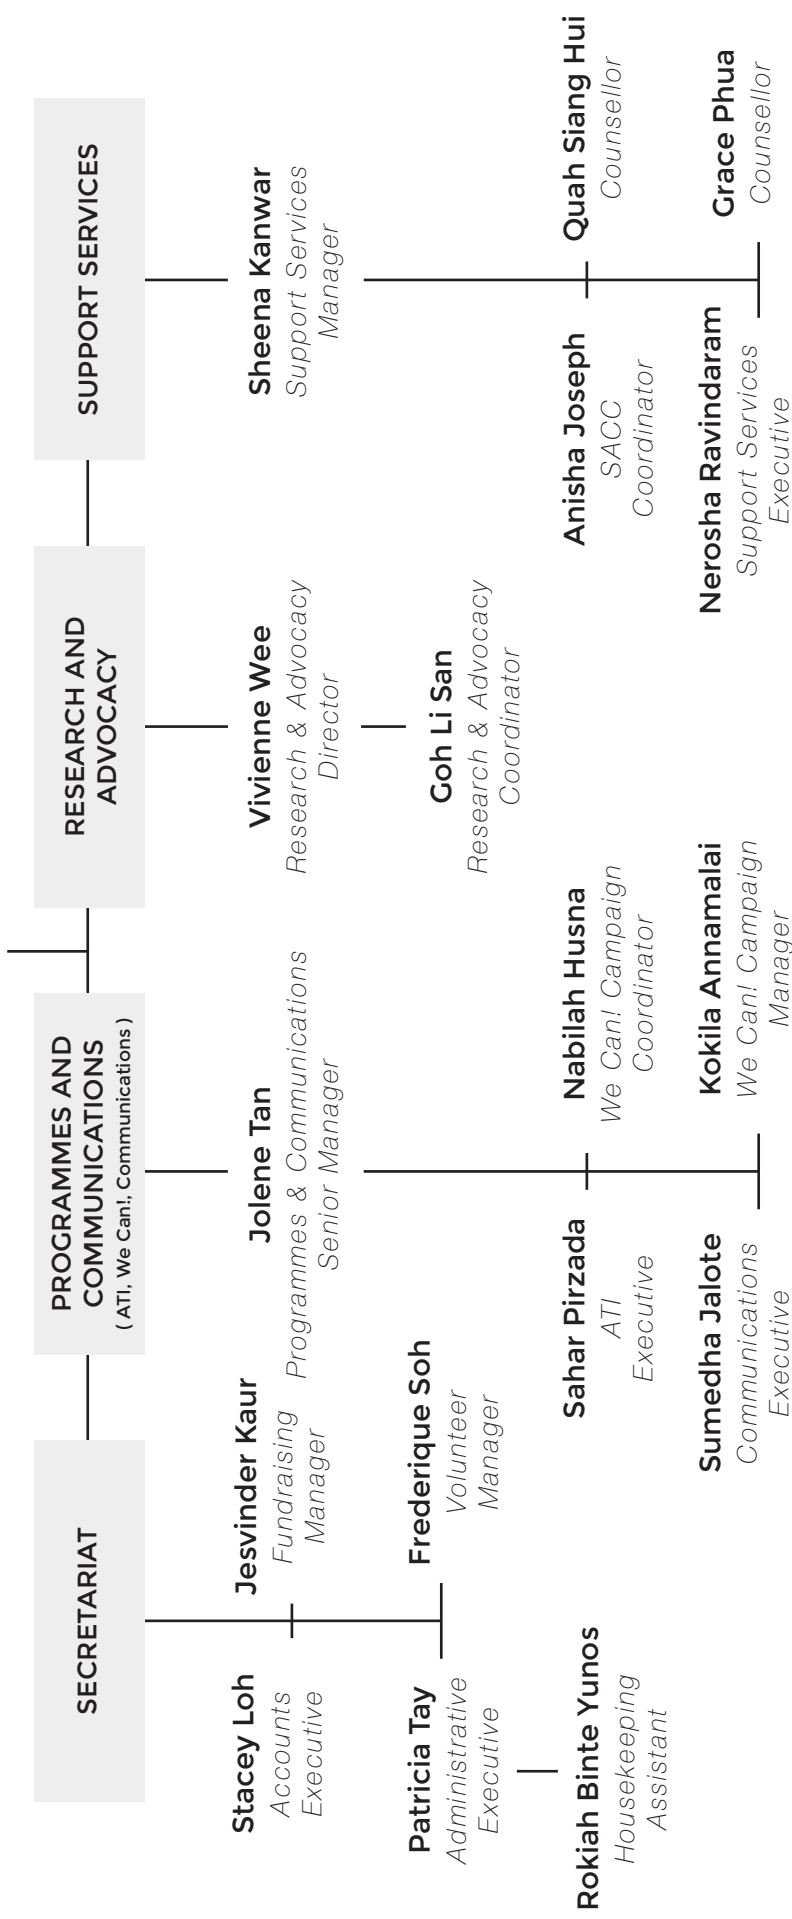 SECRETARIAT
Stacey Loh
Accounts
Executive
Jesvinder Kaur
Fundraising
Manager
Patricia Tay
Administrative
Executive
Frederique Soh
Volunteer
Manager
Rokiah Binte Yunos
Housekeeping
Assistant
PROGRAMMES AND
COMMUNICATIONS
( ATI, We Can!, Communications )
Jolene Tan
Programmes & Communications
Senior Manager
Sahar Pirzada
ATI
Executive
Nabilah Husna
We Can! Campaign
Coordinator
Sumedha Jalote
Communications
Executive
Kokila Annamalai
We Can! Campaign
Manager
RESEARCH AND
ADVOCACY
Vivienne Wee
Research & Advocacy
Director
Goh Li San
Research & Advocacy
Coordinator
SUPPORT SERVICES
Sheena Kanwar
Support Services
Manager
Anisha Joseph
SACC
Coordinator
Quah Siang Hui
Counsellor
Nerosha Ravindaram
Support Services
Executive
Grace Phua
Counsellor